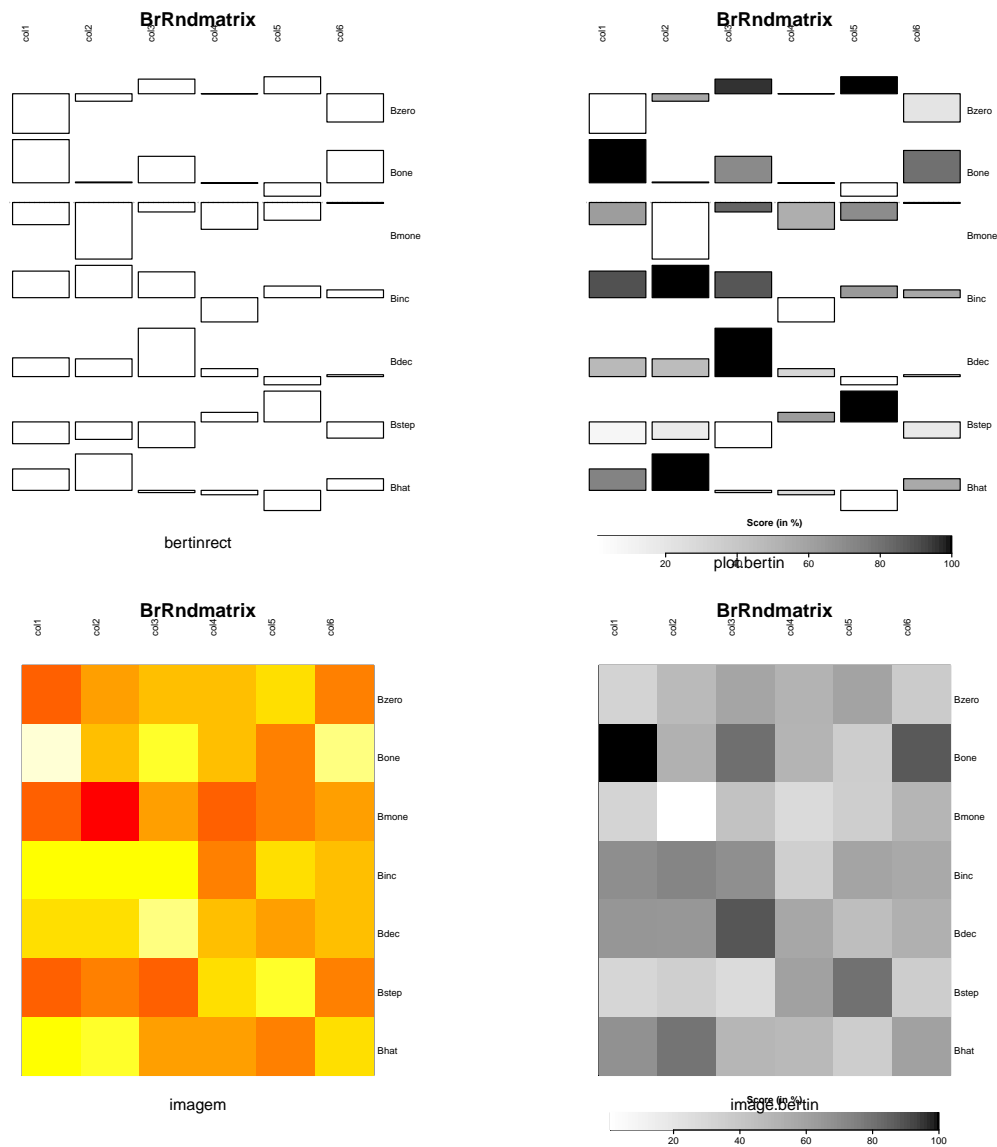 BrRndmatrix
col1
col2
col3
col4
col5
col6
Bzero
Bone
Bmone
Binc
Bdec
Bstep
Bhat
bertinrect
BrRndmatrix
col1
col2
col3
col4
col5
col6
Bzero
Bone
Bmone
Binc
Bdec
Bstep
Bhat
Score (in %)
20 40 60 80 100
plot.bertin
BrRndmatrix
col1
col2
col3
col4
col5
col6
Bzero
Bone
Bmone
Binc
Bdec
Bstep
Bhat
imagem
BrRndmatrix
col1
col2
col3
col4
col5
col6
Bzero
Bone
Bmone
Binc
Bdec
Bstep
Bhat
Score (in %)
image.bertin
20 40 60 80 100